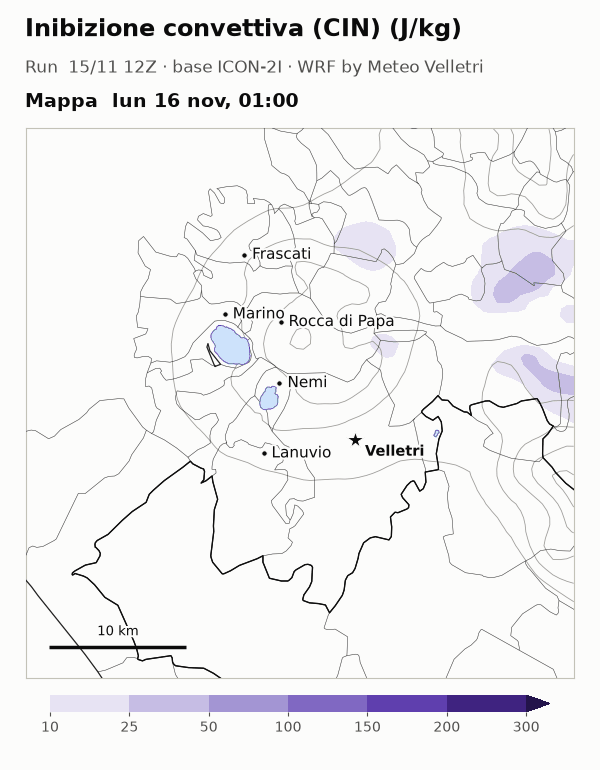 Inibizione convettiva (CIN) (J/kg)
Run  15/11 12Z · base ICON-2I · WRF by Meteo Velletri
Mappa  lun 16 nov, 01:00
Frascati
Marino
Rocca di Papa
Nemi
Velletri
Lanuvio
10 km
10 25 50 100 150 200 300